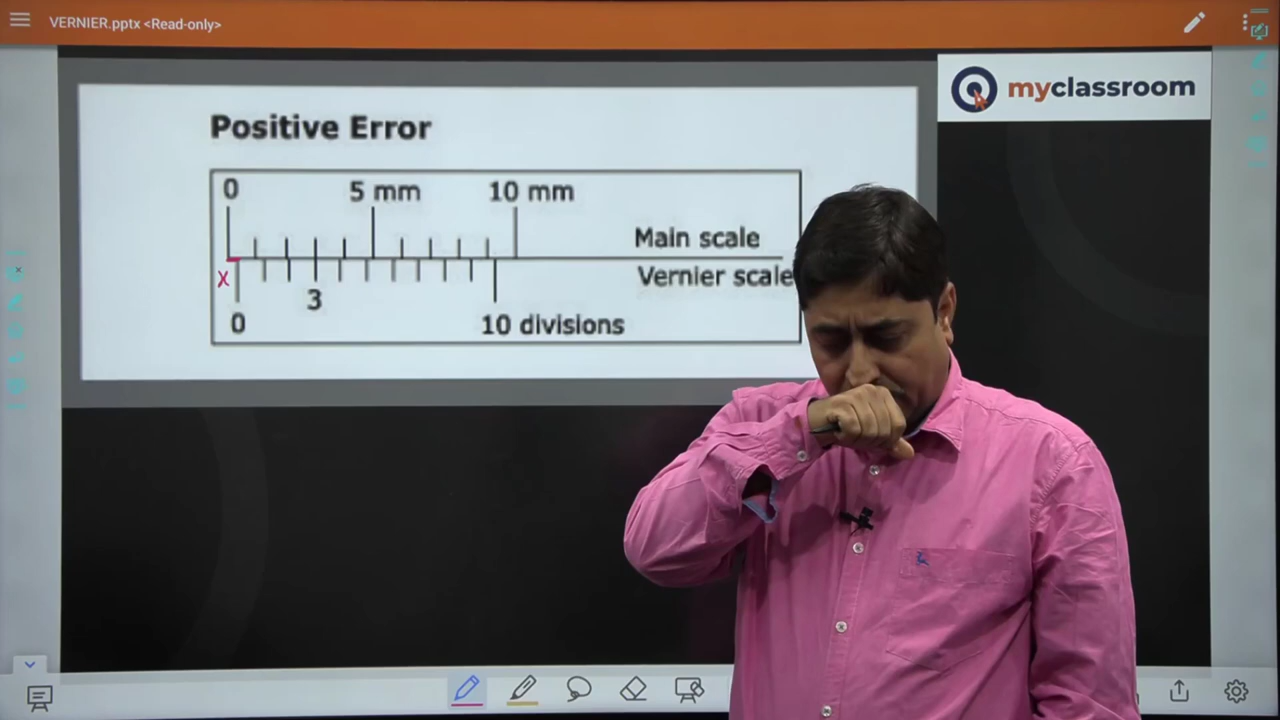 VERNIER.pptx <Read-only>
myclassroom
Positive Error
0 5 mm 10 mm
Main scale
x
Vernier scale
3
0 10 divisions